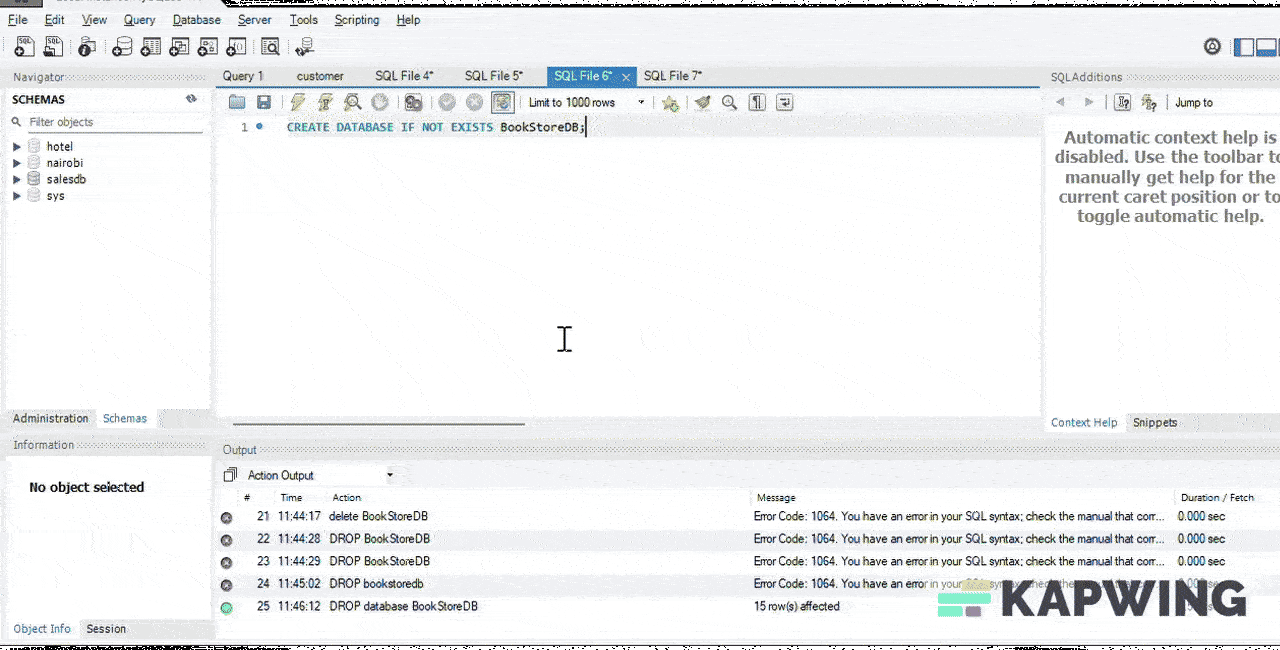 File Edit View Query Database Server Tools Scripting Help
Navigator
SCHEMAS
Filter objects
hotel
nairobi
salesdb
sys
Administration Schemas
Information
No object selected
Object Info Session
Query 1 customer SQL File 4* SQL File 5* SQL File 6* SQL File 7*
Limit to 1000 rows
1 CREATE DATABASE IF NOT EXISTS BookStoreDB;
SQLAdditions
Jump to
Automatic context help is
disabled. Use the toolbar to
manually get help for the
current caret position or to
toggle automatic help.
Context Help Snippets
Output
Action Output
# Time Action Message Duration / Fetch
21 11:44:17 delete BookStoreDB Error Code: 1064. You have an error in your SQL syntax; check the manual that corr... 0.000 sec
22 11:44:28 DROP BookStoreDB Error Code: 1064. You have an error in your SQL syntax; check the manual that corr... 0.000 sec
23 11:44:29 DROP BookStoreDB Error Code: 1064. You have an error in your SQL syntax; check the manual that corr... 0.000 sec
24 11:45:02 DROP bookstoredb Error Code: 1064. You have an error in your SQL syntax; check the manual that corr...
25 11:46:12 DROP database BookStoreDB 15 row(s) affected
KAPWING